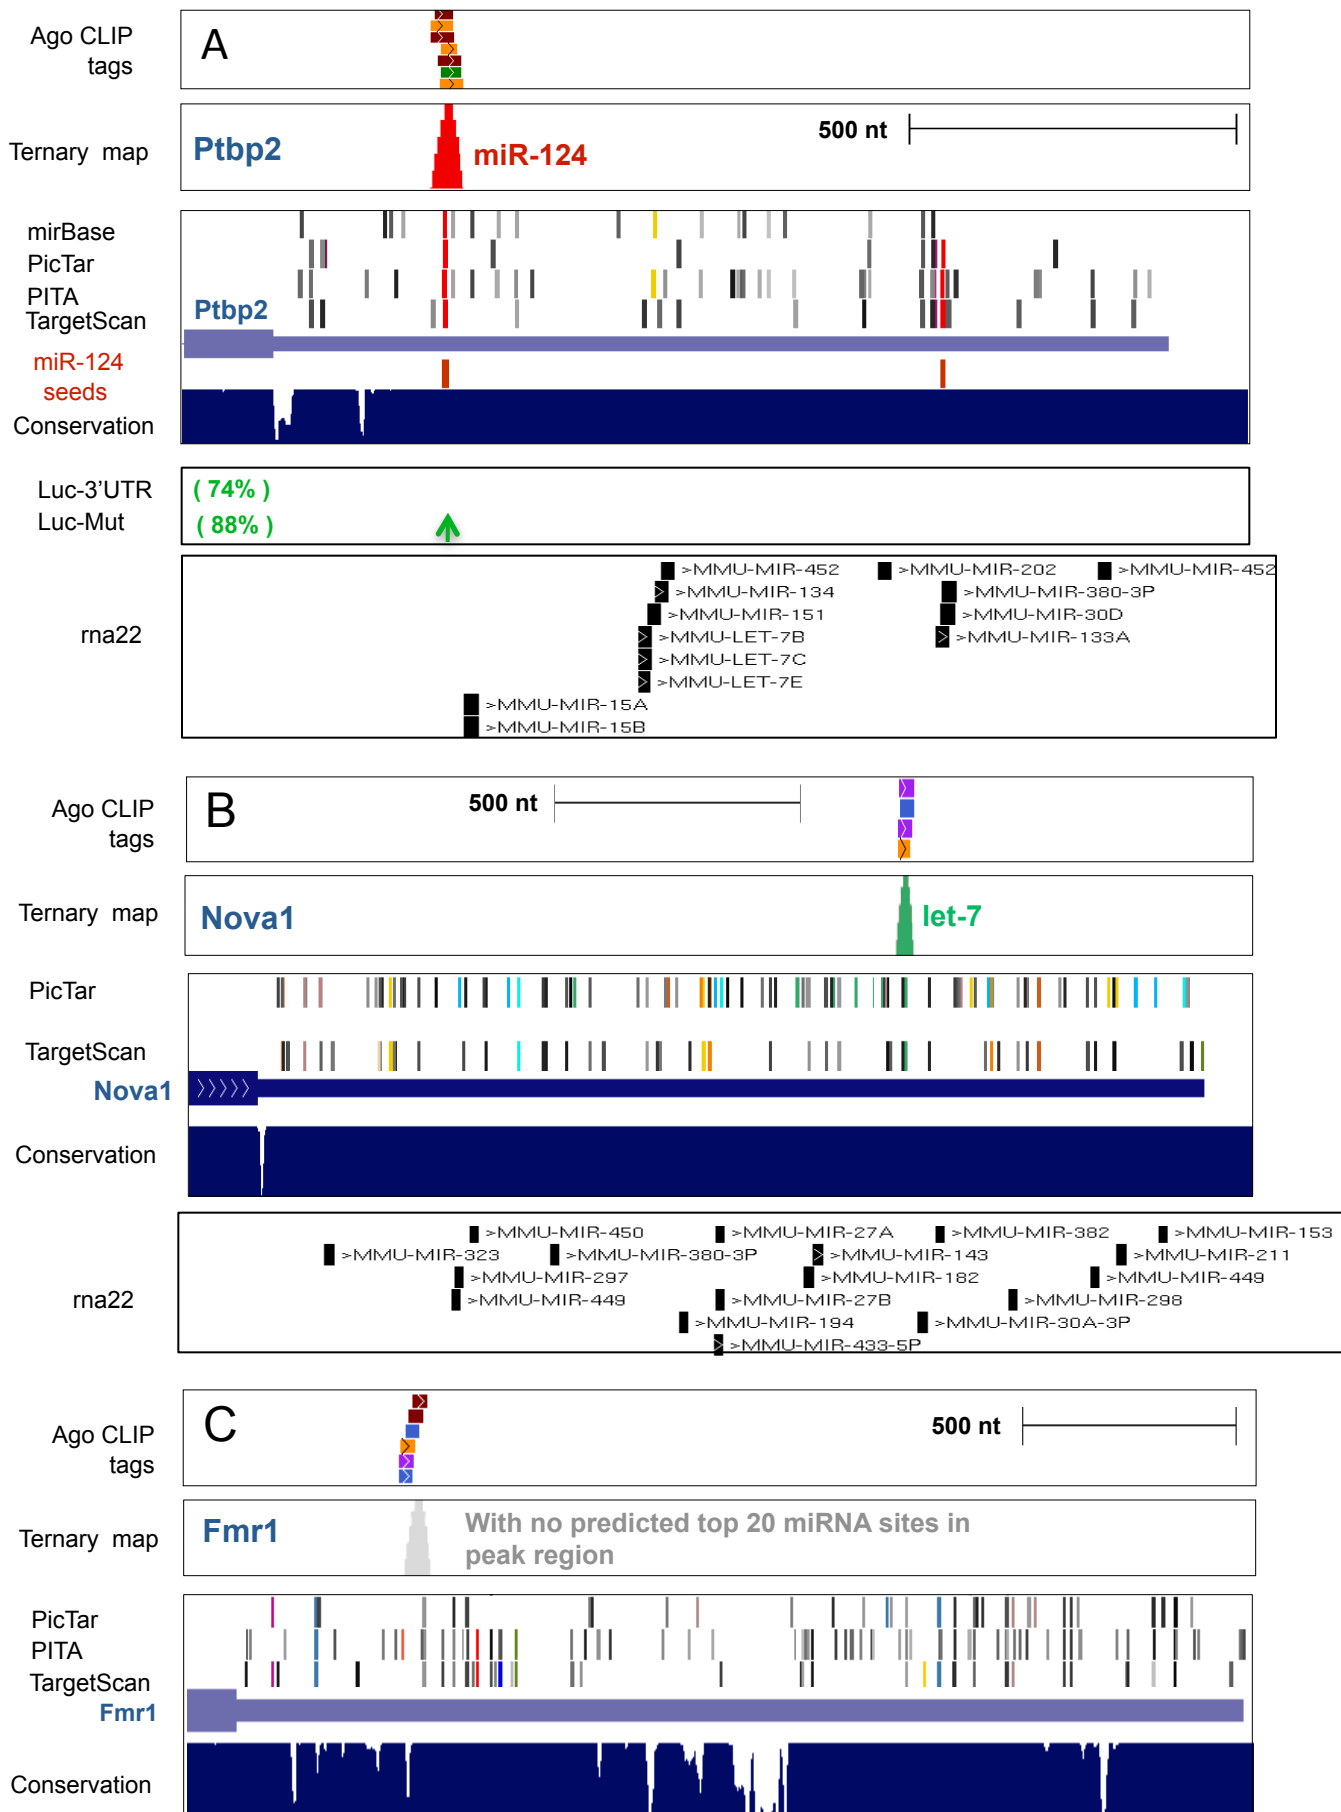 Ago CLIP
tags
A
Ternary map
Ptbp2
miR-124
500 nt
mirBase
PicTar
PITA
TargetScan
Ptbp2
miR-124
seeds
Conservation
Luc-3'UTR
( 74% )
Luc-Mut
( 88% )
rna22
>MMU-MIR-452
>MMU-MIR-202
>MMU-MIR-452
>MMU-MIR-134
>MMU-MIR-380-3P
>MMU-MIR-151
>MMU-MIR-30D
>MMU-LET-7B
>MMU-MIR-133A
>MMU-LET-7C
>MMU-LET-7E
>MMU-MIR-15A
>MMU-MIR-15B
Ago CLIP
tags
B
500 nt
Ternary map
Nova1
let-7
PicTar
TargetScan
Nova1
Conservation
rna22
>MMU-MIR-450
>MMU-MIR-27A
>MMU-MIR-382
>MMU-MIR-153
>MMU-MIR-323
>MMU-MIR-380-3P
>MMU-MIR-143
>MMU-MIR-211
>MMU-MIR-297
>MMU-MIR-182
>MMU-MIR-449
>MMU-MIR-449
>MMU-MIR-27B
>MMU-MIR-298
>MMU-MIR-194
>MMU-MIR-30A-3P
>MMU-MIR-433-5P
Ago CLIP
tags
C
500 nt
Ternary map
Fmr1
With no predicted top 20 miRNA sites in
peak region
PicTar
PITA
TargetScan
Fmr1
Conservation